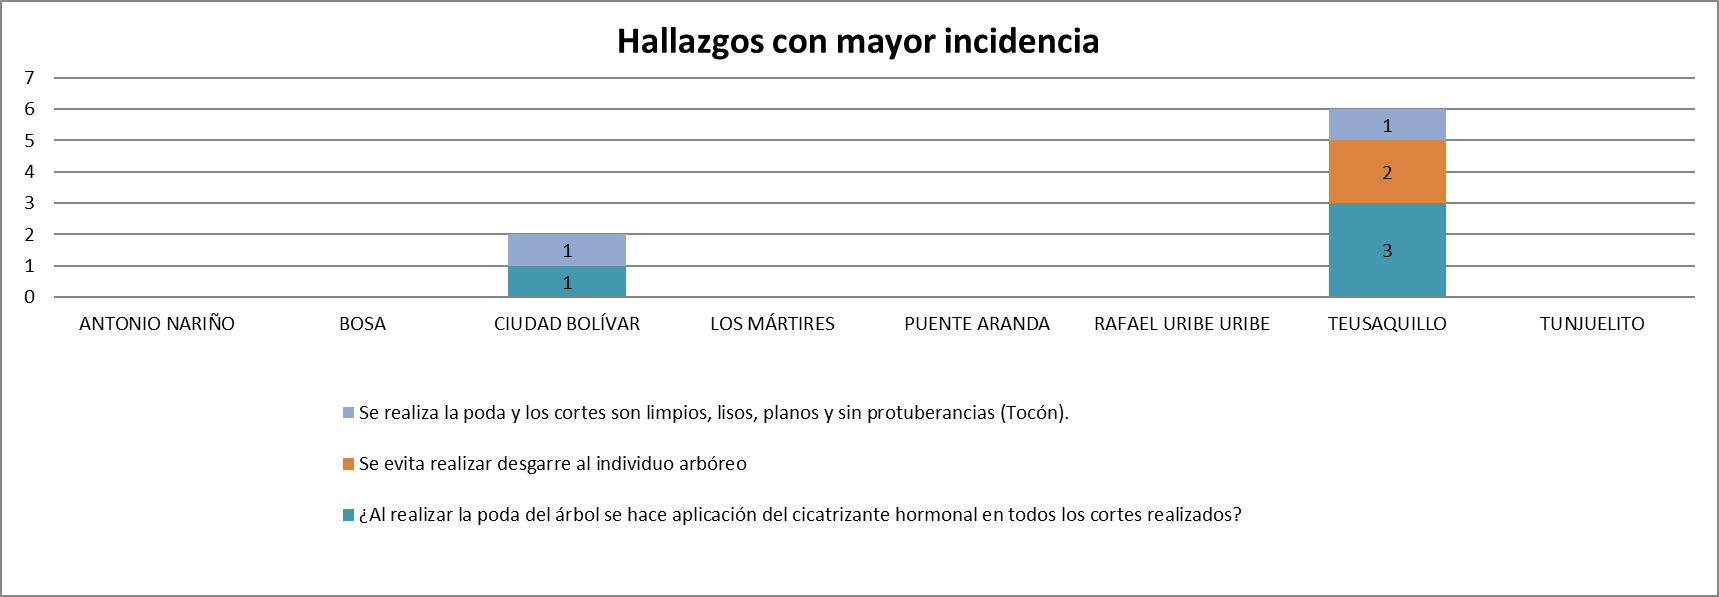 Hallazgos con mayor incidencia
7
6
5
4
3
2
1
0
1
2
3
1
1
ANTONIO NARIÑO BOSA CIUDAD BOLÍVAR LOS MÁRTIRES PUENTE ARANDA RAFAEL URIBE URIBE TEUSAQUILLO TUNJUELITO
Se realiza la poda y los cortes son limpios, lisos, planos y sin protuberancias (Tocón).
Se evita realizar desgarre al individuo arbóreo
¿Al realizar la poda del árbol se hace aplicación del cicatrizante hormonal en todos los cortes realizados?